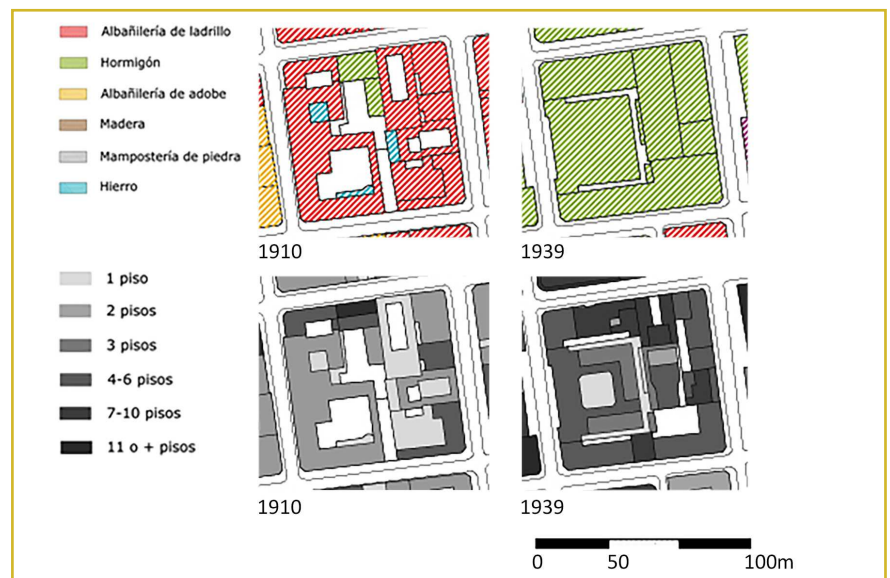 Albañilería de ladrillo
Hormigón
Albañilería de adobe
Madera
Mampostería de piedra
Hierro
1910
1939
1 piso
2 pisos
3 pisos
4-6 pisos
7-10 pisos
11 o + pisos
1910
1939
0 50 100m